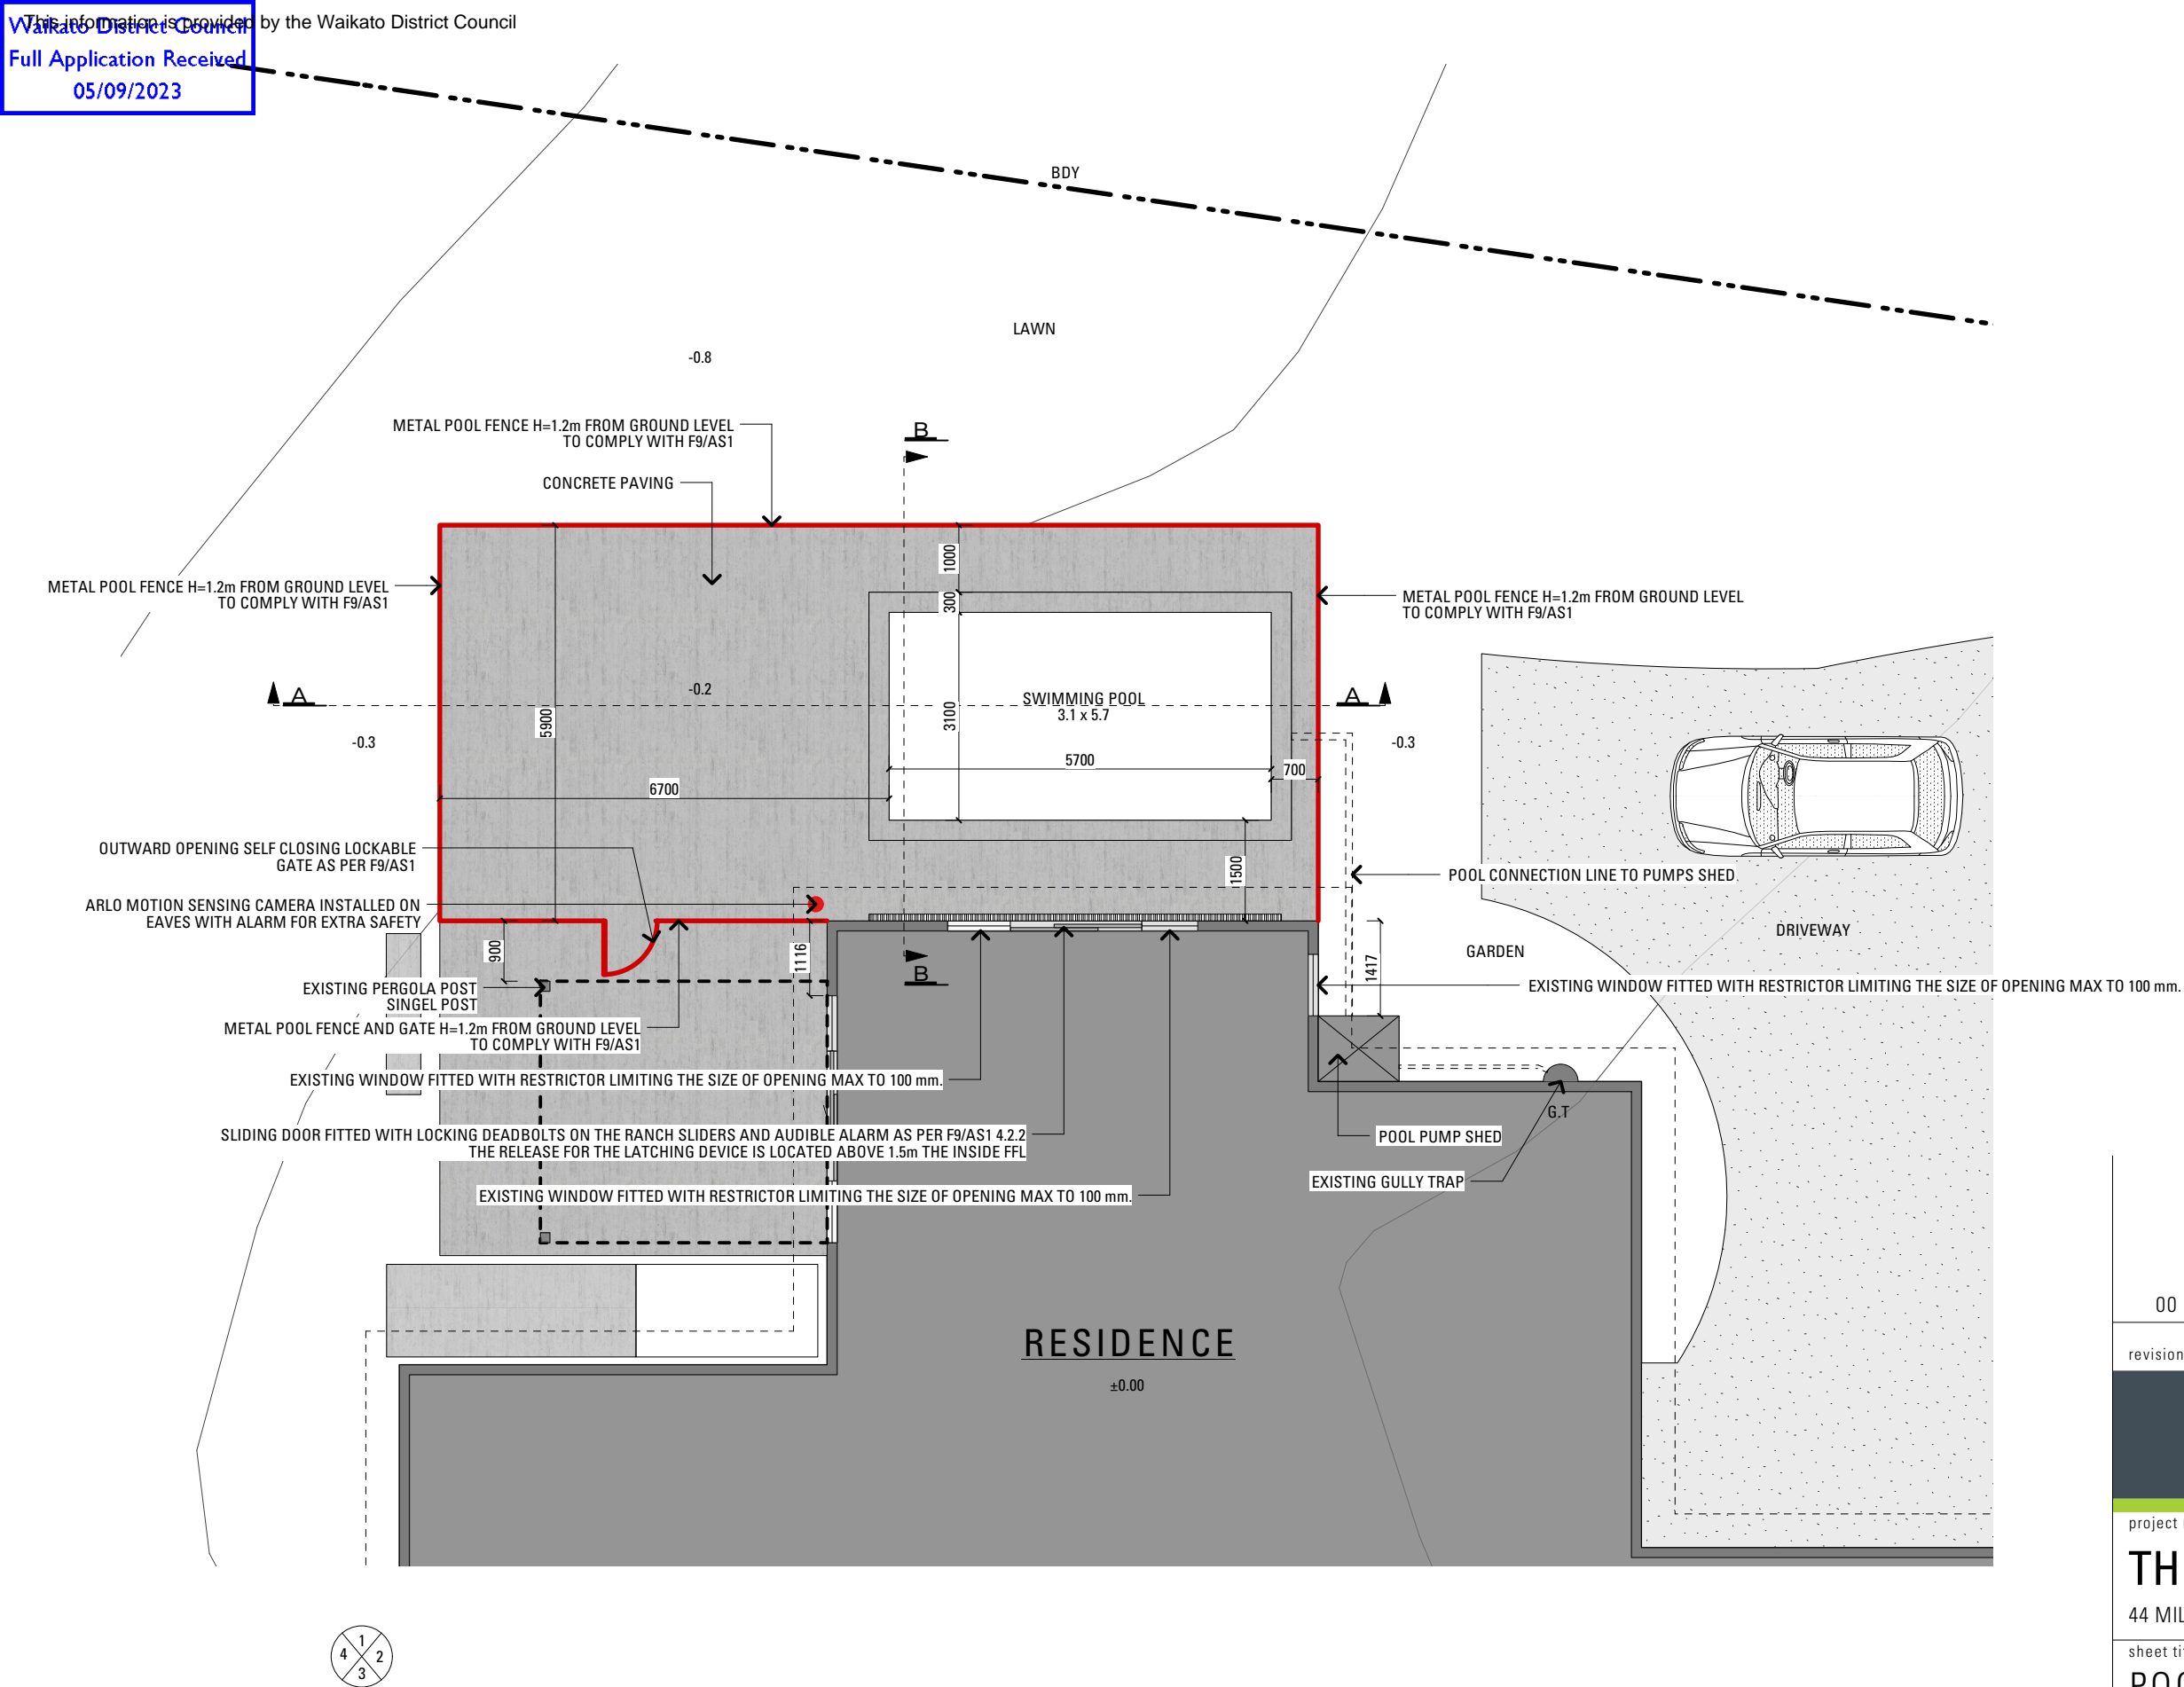 This information is provided by the Waikato District Council
Waikato District Council
Full Application Received
05/09/2023
BDY
LAWN
-0.8
METAL POOL FENCE H=1.2m FROM GROUND LEVEL
TO COMPLY WITH F9/AS1
B
CONCRETE PAVING
1000
METAL POOL FENCE H=1.2m FROM GROUND LEVEL
TO COMPLY WITH F9/AS1
300
METAL POOL FENCE H=1.2m FROM GROUND LEVEL
TO COMPLY WITH F9/AS1
A
-0.2
SWIMMING POOL
3.1 x 5.7
A
5900
3100
-0.3
-0.3
5700
700
6700
OUTWARD OPENING SELF CLOSING LOCKABLE
GATE AS PER F9/AS1
1500
POOL CONNECTION LINE TO PUMPS SHED
ARLO MOTION SENSING CAMERA INSTALLED ON
EAVES WITH ALARM FOR EXTRA SAFETY
DRIVEWAY
900
1116
GARDEN
1417
B
EXISTING PERGOLA POST
SINGEL POST
EXISTING WINDOW FITTED WITH RESTRICTOR LIMITING THE SIZE OF OPENING MAX TO 100 mm.
METAL POOL FENCE AND GATE H=1.2m FROM GROUND LEVEL
TO COMPLY WITH F9/AS1
EXISTING WINDOW FITTED WITH RESTRICTOR LIMITING THE SIZE OF OPENING MAX TO 100 mm.
G.T
SLIDING DOOR FITTED WITH LOCKING DEADBOLTS ON THE RANCH SLIDERS AND AUDIBLE ALARM AS PER F9/AS1 4.2.2
THE RELEASE FOR THE LATCHING DEVICE IS LOCATED ABOVE 1.5m THE INSIDE FFL
POOL PUMP SHED
EXISTING GULLY TRAP
EXISTING WINDOW FITTED WITH RESTRICTOR LIMITING THE SIZE OF OPENING MAX TO 100 mm.
RESIDENCE
±0.00
00
revision
project
TH
44 MIL
sheet ti
POO
1
4 2
3